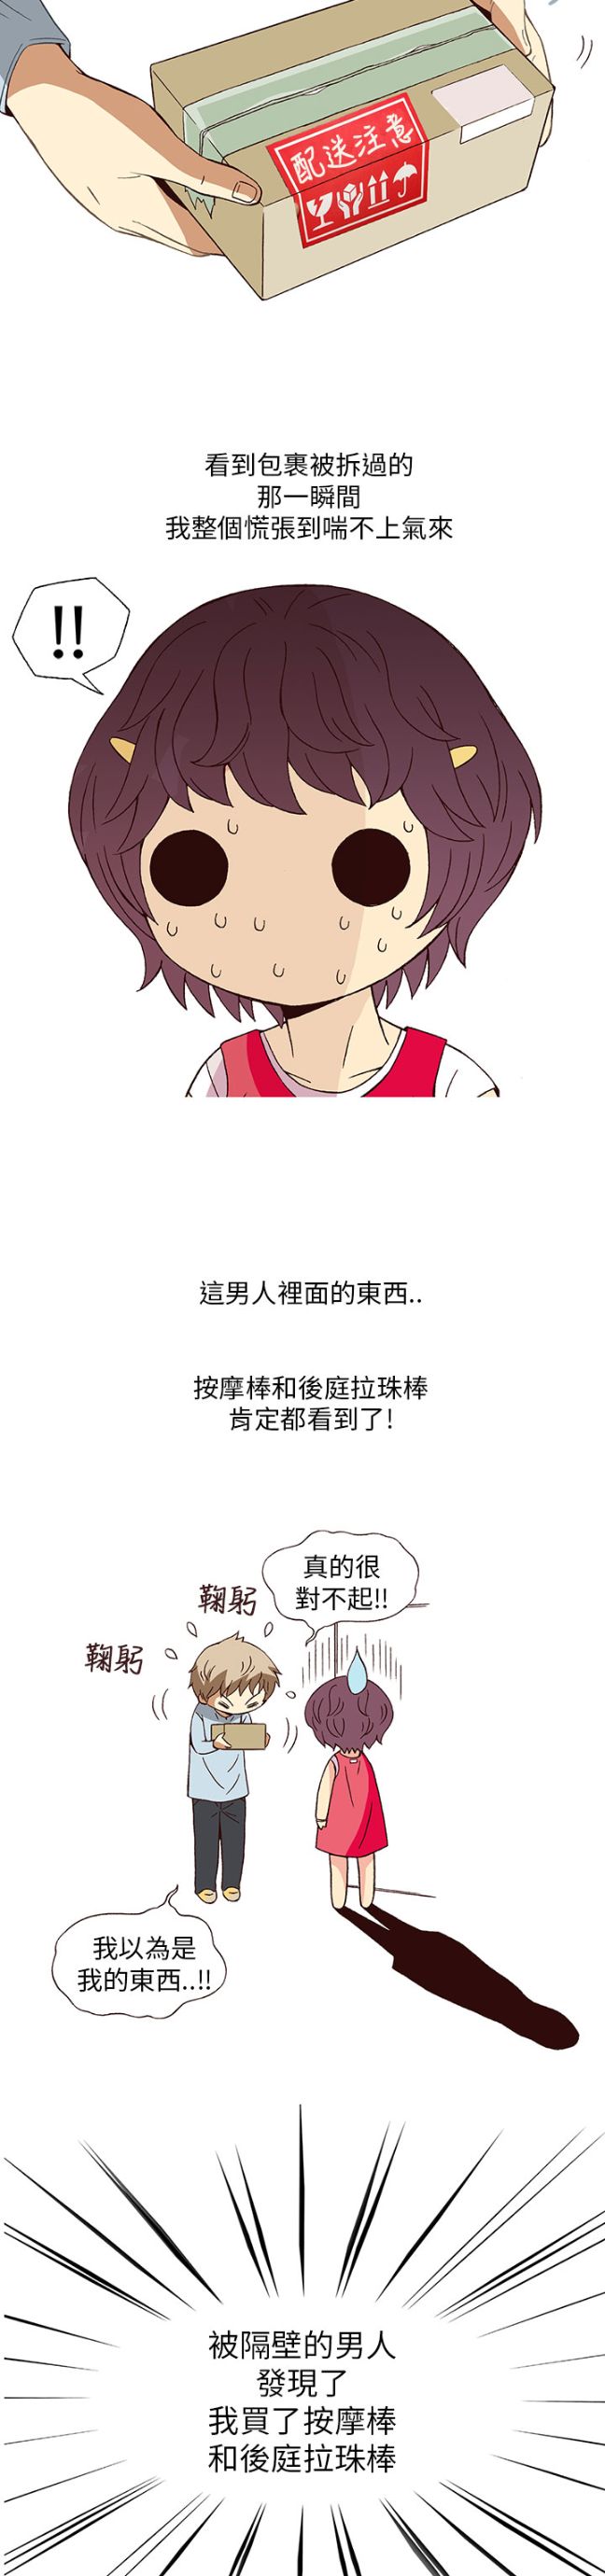 配送注意
看到包裹被拆過的
那一瞬間
我整個慌張到喘不上氣來
!!
這男人裡面的東西..
按摩棒和後庭拉珠棒
肯定都看到了!
真的很
對不起!!
鞠躬
鞠躬
我以為是
我的東西..!!
被隔壁的男人
發現了
我買了按摩棒
和後庭拉珠棒